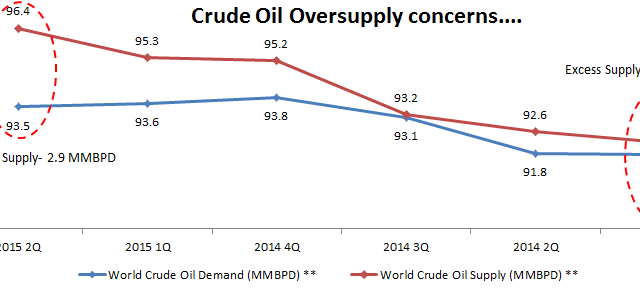 Crude Oil Oversupply concerns....
96.4
95.3
95.2
93.2
92.6
Excess Supply
93.5
93.6
93.8
93.1
91.8
Supply- 2.9 MMBPD
2015 2Q
2015 1Q
2014 4Q
2014 3Q
2014 2Q
World Crude Oil Demand (MMBPD) **
World Crude Oil Supply (MMBPD) **